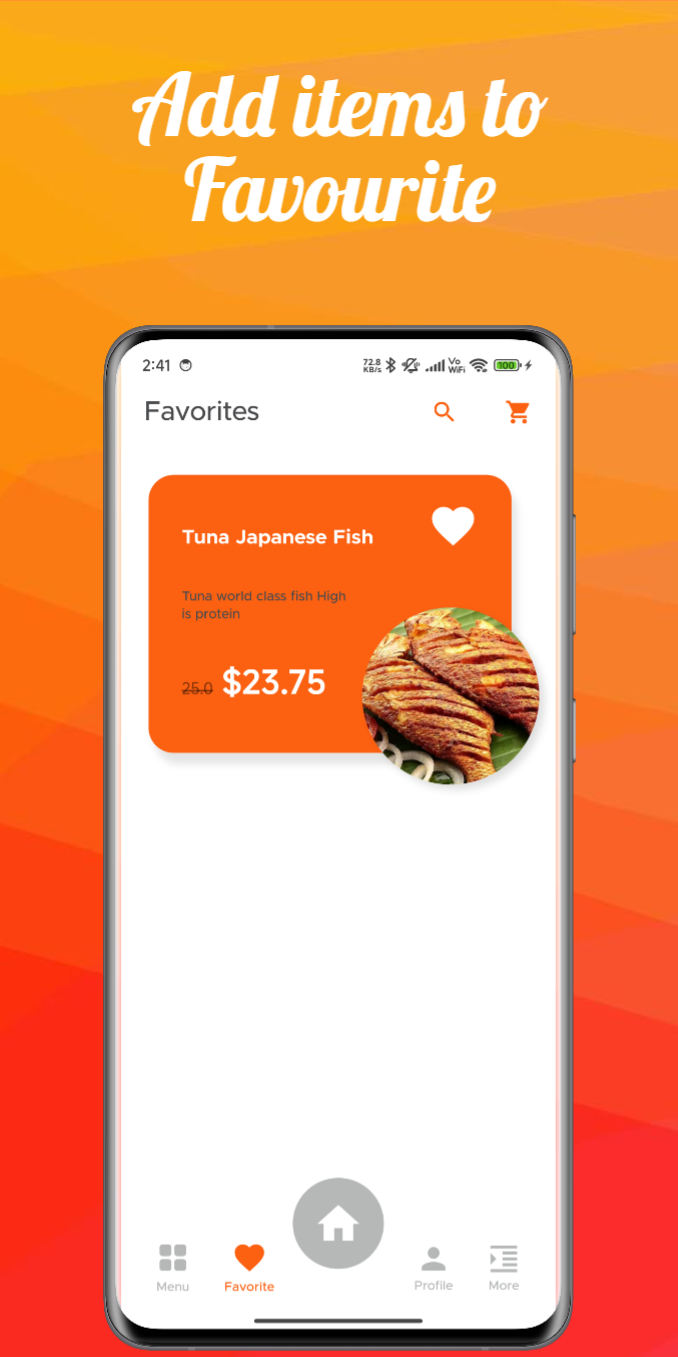 Add items to
Favourite
2:41
72.8
KB/s
Vo
WiFi
100
Favorites
Tuna Japanese Fish
Tuna world class fish High
is protein
25.0 $23.75
Menu
Favorite
Profile
More